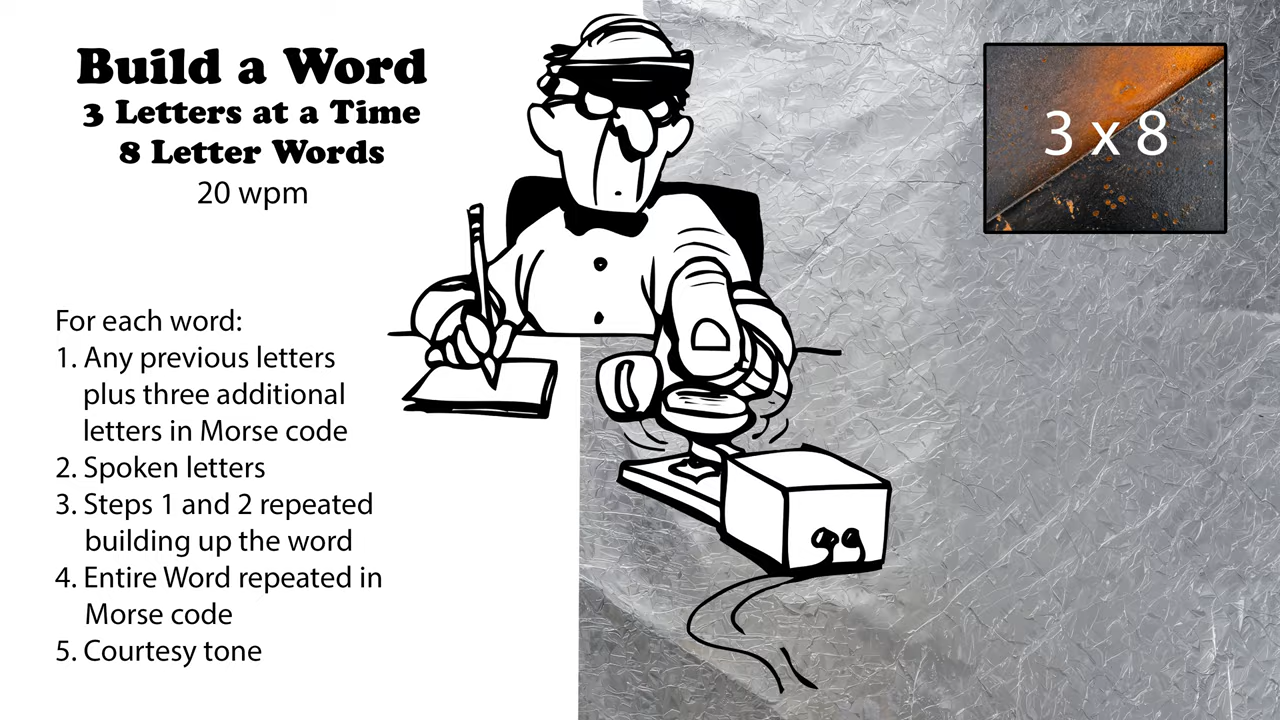 Build a Word
3 Letters at a Time
8 Letter Words
20 wpm
3 x 8
For each word:
1. Any previous letters
plus three additional
letters in Morse code
2. Spoken letters
3. Steps 1 and 2 repeated
building up the word
4. Entire Word repeated in
Morse code
5. Courtesy tone